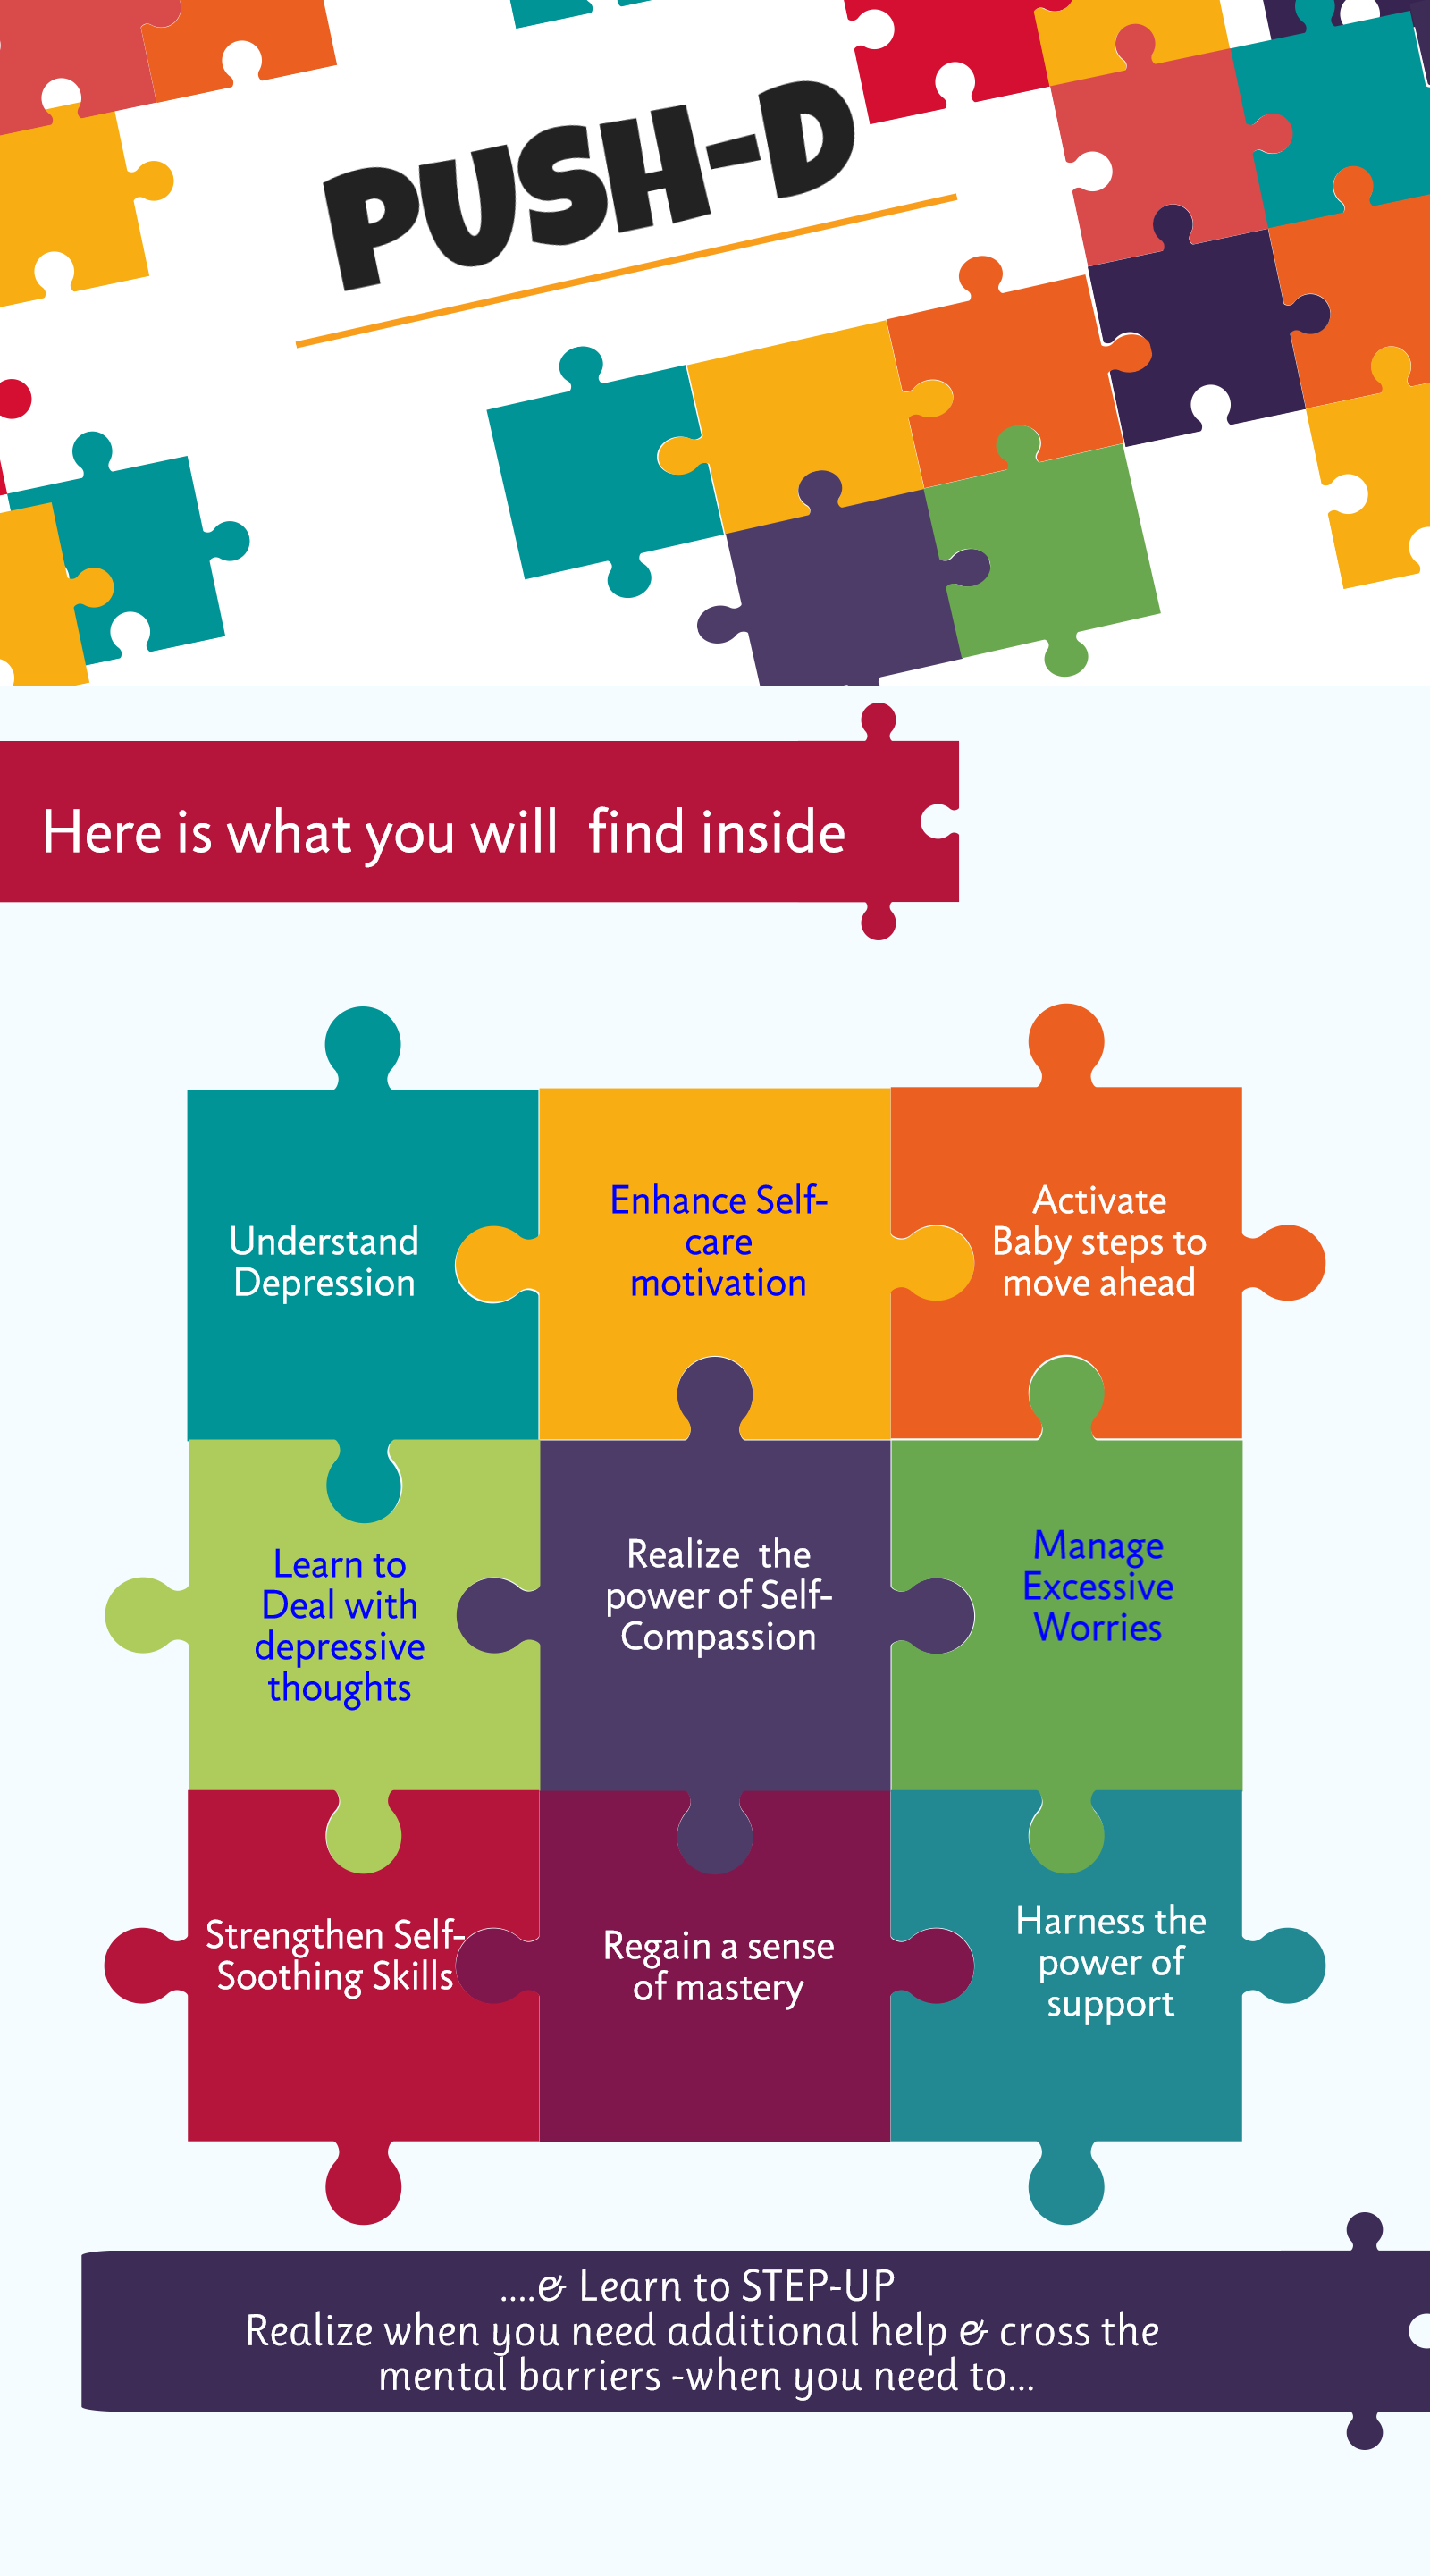 PUSH-D
Here is what you will find inside
Understand
Depression
Enhance Self-
care
motivation
Activate
Baby steps to
move ahead
Learn to
Deal with
depressive
thoughts
Realize the
power of Self-
Compassion
Manage
Excessive
Worries
Strengthen Self-
Soothing Skills
Regain a sense
of mastery
Harness the
power of
support
....& Learn to STEP-UP
Realize when you need additional help & cross the
mental barriers -when you need to...